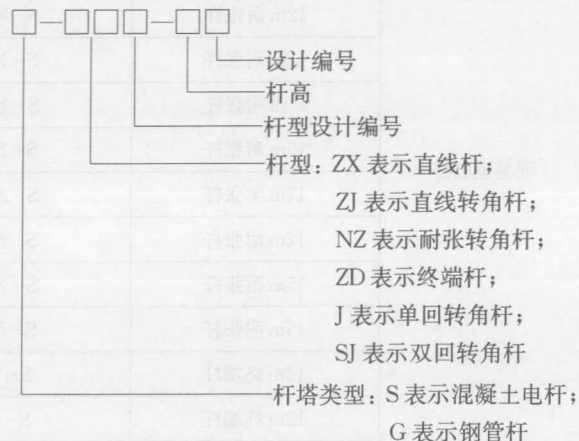 设计编号
杆高
杆型设计编号
杆型：ZX 表示直线杆；
ZJ 表示直线转角杆；
NZ 表示耐张转角杆；
ZD 表示终端杆；
J 表示单回转角杆
SJ 表示双回转角杆
杆塔类型：S 表示混凝土电杆；
G 表示钢管杆